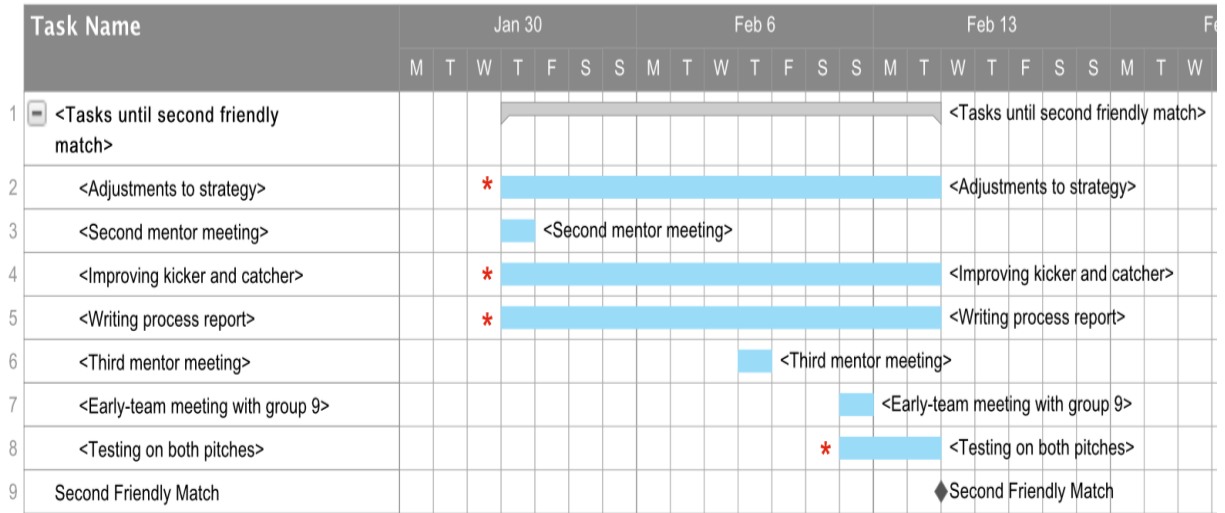 Task Name
Jan 30 Feb 6 Feb 13 Fe
M T W T F S S M T W T F S S M T W T F S S M T W
1 <Tasks until second friendly <Tasks until second friendly match>
match>
2 <Adjustments to strategy> * <Adjustments to strategy>
3 <Second mentor meeting> <Second mentor meeting>
4 <Improving kicker and catcher> * <Improving kicker and catcher>
5 <Writing process report> * <Writing process report>
6 <Third mentor meeting> <Third mentor meeting>
7 <Early-team meeting with group 9> <Early-team meeting with group 9>
8 <Testing on both pitches> * <Testing on both pitches>
9 Second Friendly Match Second Friendly Match